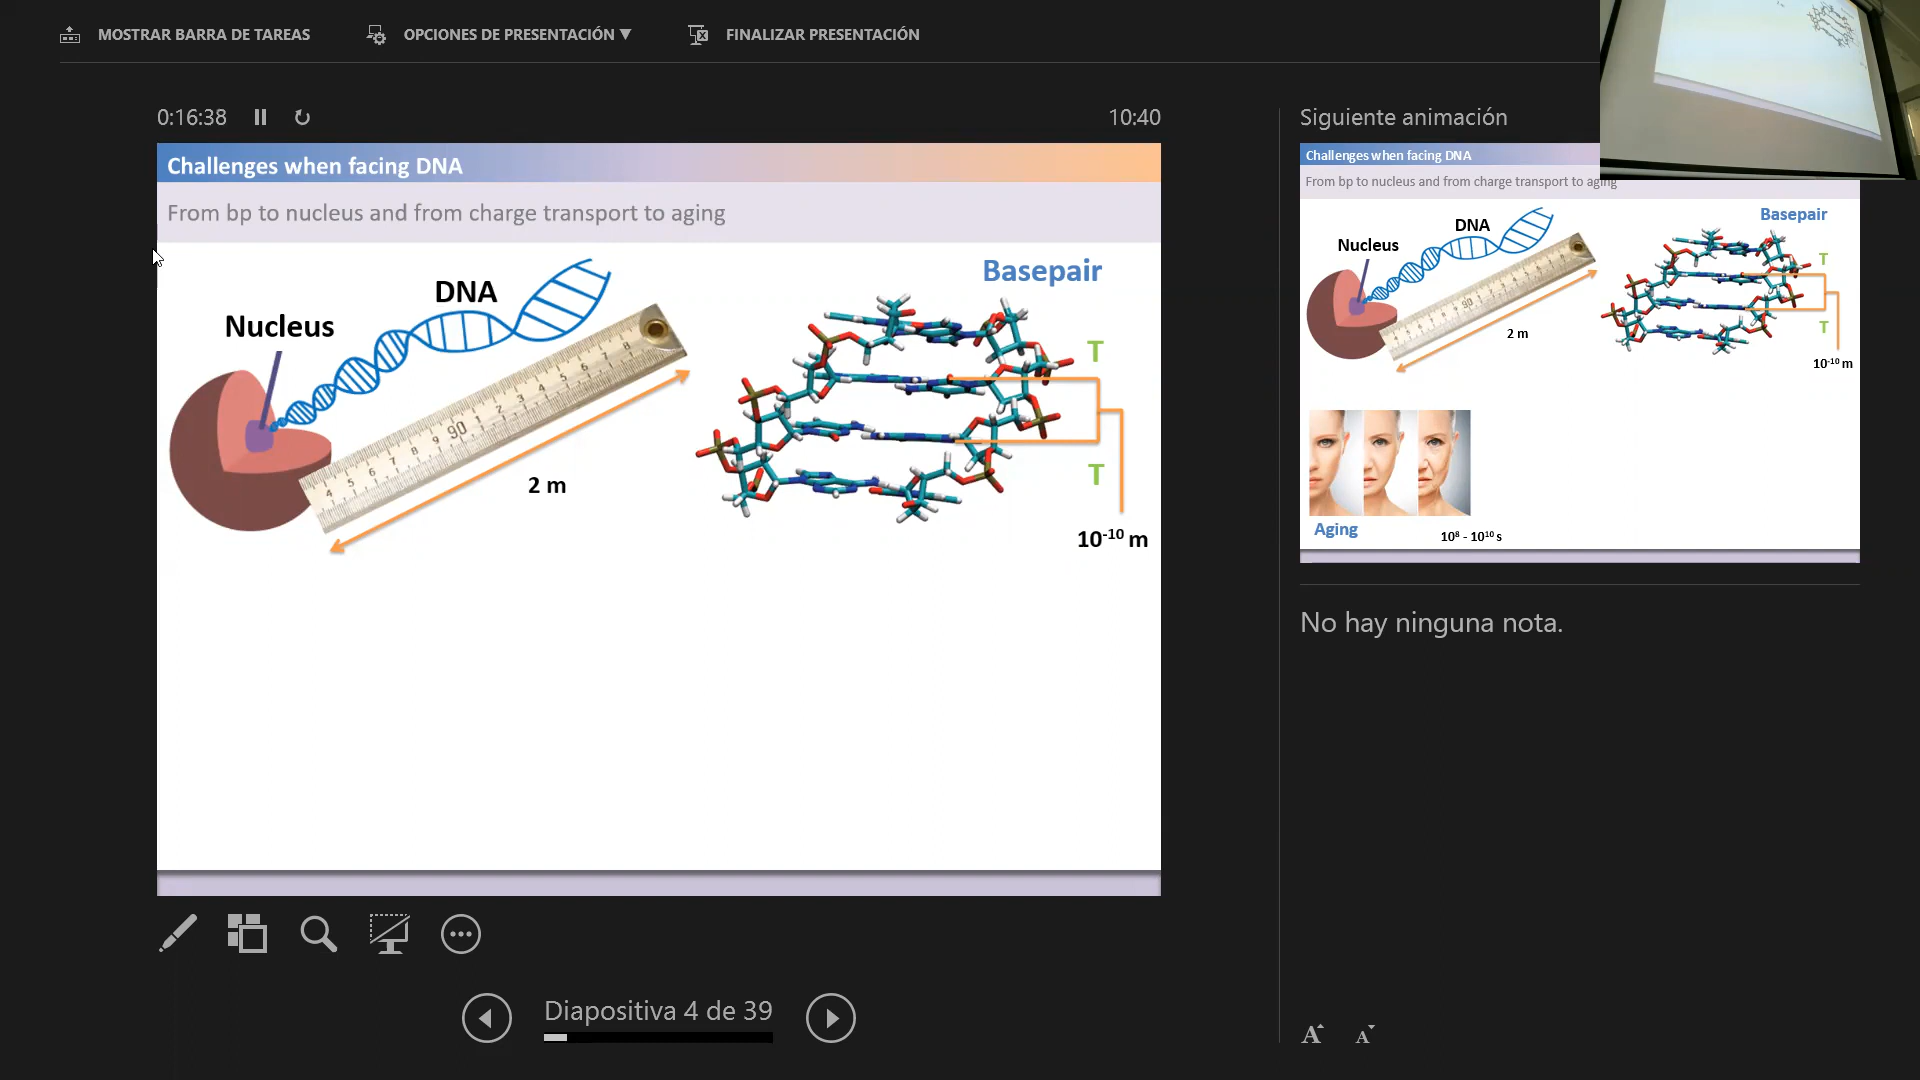 MOSTRAR BARRA DE TAREAS
OPCIONES DE PRESENTACIÓN ▼
FINALIZAR PRESENTACIÓN
0:16:38
10:40
Challenges when facing DNA
From bp to nucleus and from charge transport to aging
Nucleus
DNA
2 m
Basepair
T
T
10⁻¹⁰ m
Diapositiva 4 de 39
Siguiente animación
Challenges when facing DNA
From bp to nucleus and from charge transport to aging
Nucleus
DNA
2 m
Basepair
T
T
10⁻¹⁰ m
Aging
10⁸ - 10¹⁰ s
No hay ninguna nota.
A A